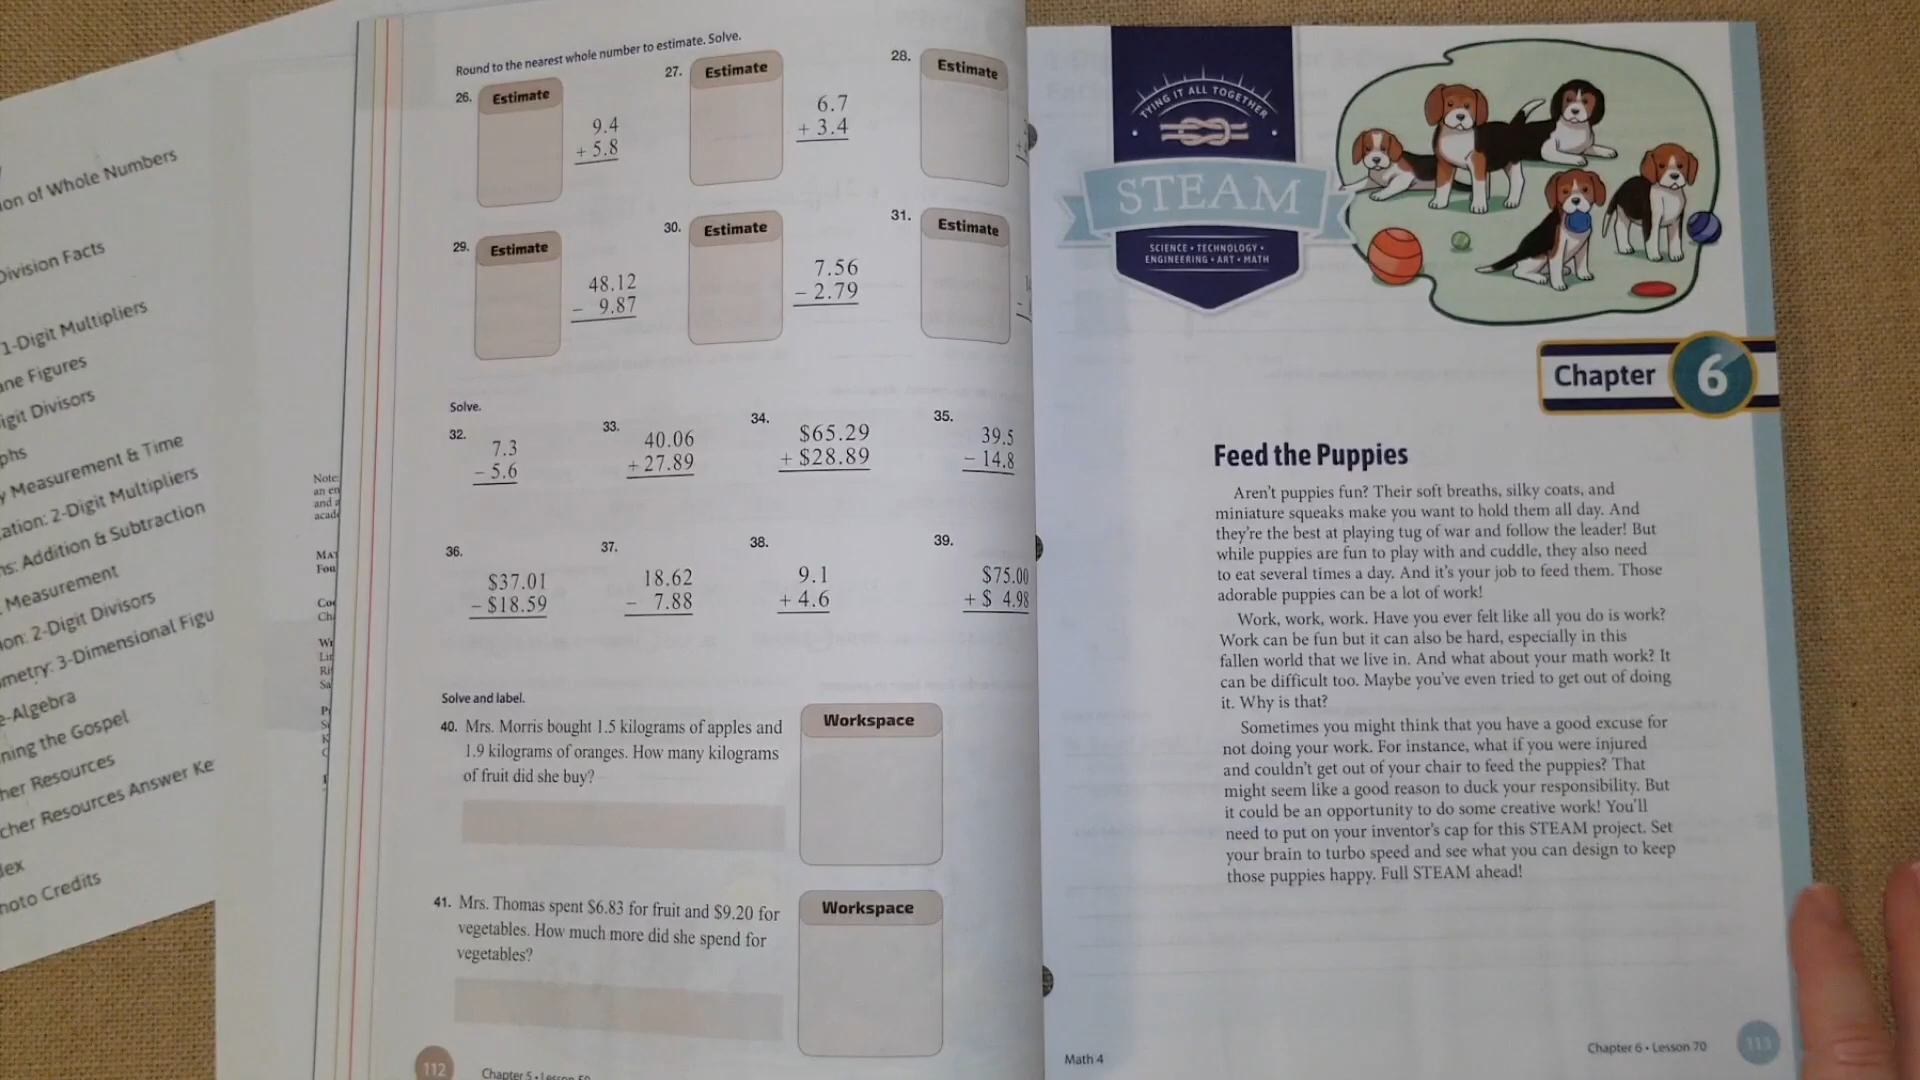 ion of Whole Numbers
Division Facts
1-Digit Multipliers
ane Figures
igit Divisors
phs
y Measurement & Time
ation: 2-Digit Multipliers
ns: Addition & Subtraction
Measurement
ion: 2-Digit Divisors
metry: 3-Dimensional Figu
e-Algebra
ning the Gospel
her Resources
cher Resources Answer Ke
dex
hoto Credits
Note:
an en
and a
acade
MAT
Fou
Round to the nearest whole number to estimate. Solve.
26. Estimate
9.4
+ 5.8
27. Estimate
6.7
+ 3.4
28. Estimate
29. Estimate
48.12
- 9.87
30. Estimate
7.56
- 2.79
31. Estimate
Solve.
32.
7.3
- 5.6
33.
40.06
+ 27.89
34.
$65.29
+ $28.89
35.
39.5
- 14.8
36.
$37.01
- $18.59
37.
18.62
- 7.88
38.
9.1
+ 4.6
39.
$75.00
+ $ 4.98
Solve and label.
40. Mrs. Morris bought 1.5 kilograms of apples and
1.9 kilograms of oranges. How many kilograms
of fruit did she buy?
Workspace
41. Mrs. Thomas spent $6.83 for fruit and $9.20 for
vegetables. How much more did she spend for
vegetables?
Workspace
112
Chapter 5 • Lesson
TYING IT ALL TOGETHER
STEAM
SCIENCE • TECHNOLOGY •
ENGINEERING • ART • MATH
Chapter 6
Feed the Puppies
Aren't puppies fun? Their soft breaths, silky coats, and
miniature squeaks make you want to hold them all day. And
they're the best at playing tug of war and follow the leader! But
while puppies are fun to play with and cuddle, they also need
to eat several times a day. And it's your job to feed them. Those
adorable puppies can be a lot of work!
Work, work, work. Have you ever felt like all you do is work?
Work can be fun but it can also be hard, especially in this
fallen world that we live in. And what about your math work? It
can be difficult too. Maybe you've even tried to get out of doing
it. Why is that?
Sometimes you might think that you have a good excuse for
not doing your work. For instance, what if you were injured
and couldn't get out of your chair to feed the puppies? That
might seem like a good reason to duck your responsibility. But
it could be an opportunity to do some creative work! You'll
need to put on your inventor's cap for this STEAM project. Set
your brain to turbo speed and see what you can design to keep
those puppies happy. Full STEAM ahead!
Math 4
Chapter 6 • Lesson 70
113